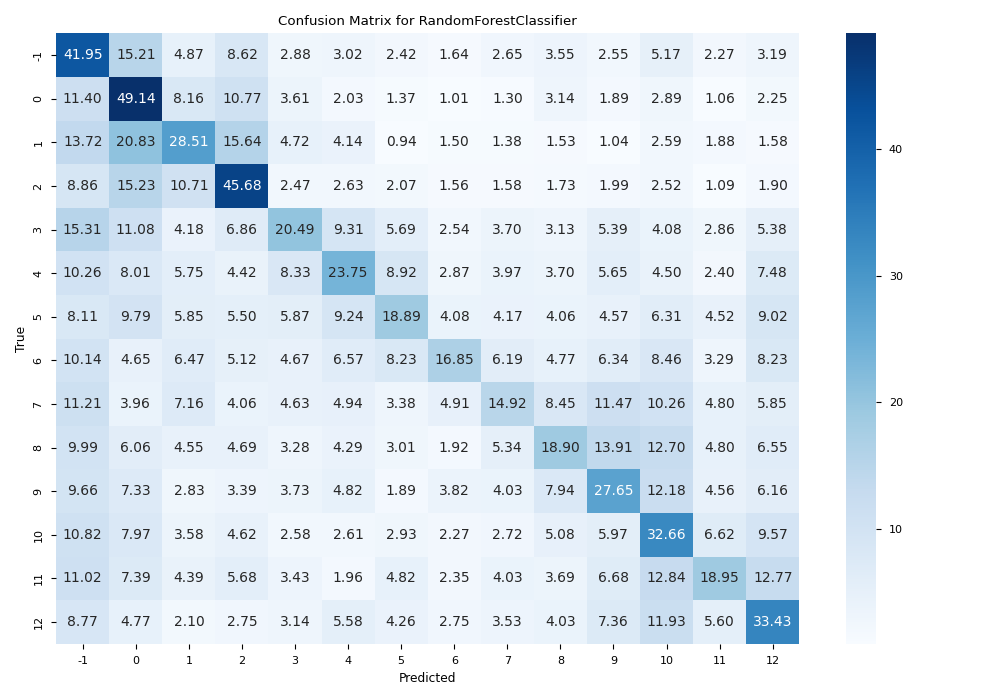 Confusion Matrix for RandomForestClassifier
-1 41.95 15.21 4.87 8.62 2.88 3.02 2.42 1.64 2.65 3.55 2.55 5.17 2.27 3.19
0 11.40 49.14 8.16 10.77 3.61 2.03 1.37 1.01 1.30 3.14 1.89 2.89 1.06 2.25
1 13.72 20.83 28.51 15.64 4.72 4.14 0.94 1.50 1.38 1.53 1.04 2.59 1.88 1.58
40
2 8.86 15.23 10.71 45.68 2.47 2.63 2.07 1.56 1.58 1.73 1.99 2.52 1.09 1.90
3 15.31 11.08 4.18 6.86 20.49 9.31 5.69 2.54 3.70 3.13 5.39 4.08 2.86 5.38
4 10.26 8.01 5.75 4.42 8.33 23.75 8.92 2.87 3.97 3.70 5.65 4.50 2.40 7.48
30
5 8.11 9.79 5.85 5.50 5.87 9.24 18.89 4.08 4.17 4.06 4.57 6.31 4.52 9.02
True
6 10.14 4.65 6.47 5.12 4.67 6.57 8.23 16.85 6.19 4.77 6.34 8.46 3.29 8.23
7 11.21 3.96 7.16 4.06 4.63 4.94 3.38 4.91 14.92 8.45 11.47 10.26 4.80 5.85
20
8 9.99 6.06 4.55 4.69 3.28 4.29 3.01 1.92 5.34 18.90 13.91 12.70 4.80 6.55
9 9.66 7.33 2.83 3.39 3.73 4.82 1.89 3.82 4.03 7.94 27.65 12.18 4.56 6.16
10 10.82 7.97 3.58 4.62 2.58 2.61 2.93 2.27 2.72 5.08 5.97 32.66 6.62 9.57
10
11 11.02 7.39 4.39 5.68 3.43 1.96 4.82 2.35 4.03 3.69 6.68 12.84 18.95 12.77
12 8.77 4.77 2.10 2.75 3.14 5.58 4.26 2.75 3.53 4.03 7.36 11.93 5.60 33.43
-1 0 1 2 3 4 5 6 7 8 9 10 11 12
Predicted